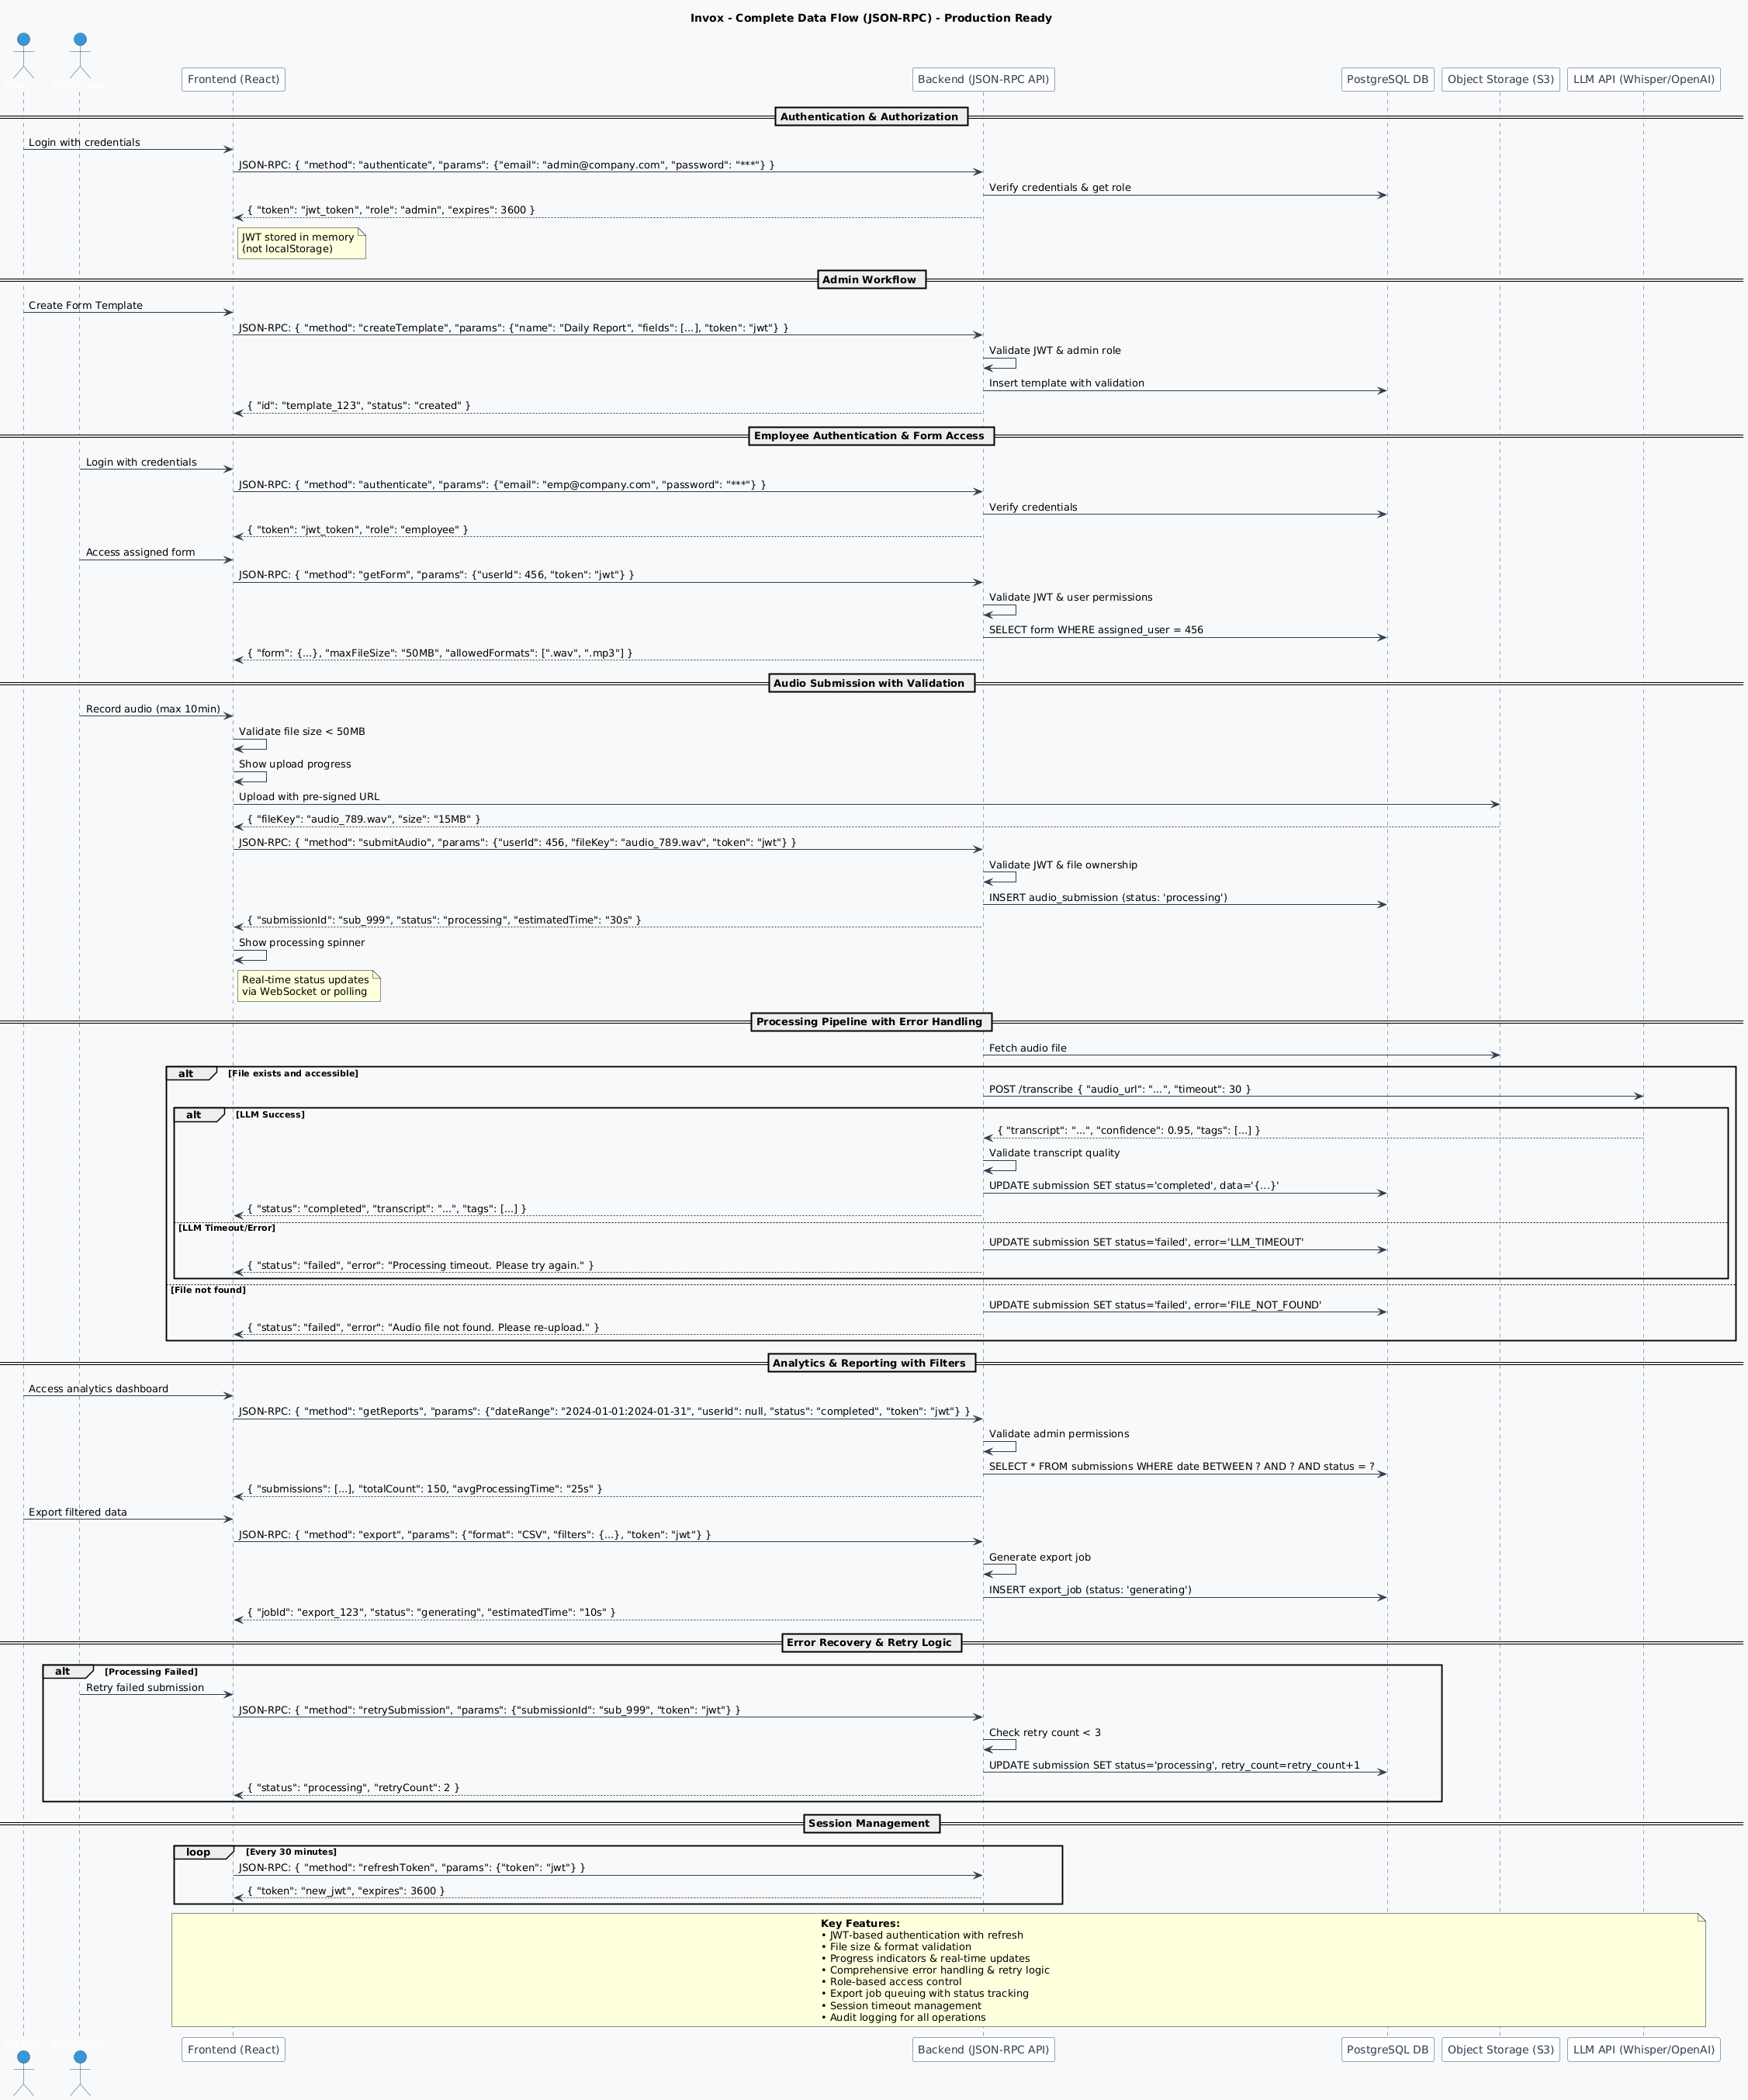 Invox - Complete Data Flow (JSON-RPC) - Production Ready
Frontend (React)
Backend (JSON-RPC API)
PostgreSQL DB
Object Storage (S3)
LLM API (Whisper/OpenAI)
Authentication & Authorization
Login with credentials
JSON-RPC: { "method": "authenticate", "params": {"email": "admin@company.com", "password": "***"} }
Verify credentials & get role
{ "token": "jwt_token", "role": "admin", "expires": 3600 }
JWT stored in memory
(not localStorage)
Admin Workflow
Create Form Template
JSON-RPC: { "method": "createTemplate", "params": {"name": "Daily Report", "fields": [...], "token": "jwt"} }
Validate JWT & admin role
Insert template with validation
{ "id": "template_123", "status": "created" }
Employee Authentication & Form Access
Login with credentials
JSON-RPC: { "method": "authenticate", "params": {"email": "emp@company.com", "password": "***"} }
Verify credentials
{ "token": "jwt_token", "role": "employee" }
Access assigned form
JSON-RPC: { "method": "getForm", "params": {"userId": 456, "token": "jwt"} }
Validate JWT & user permissions
SELECT form WHERE assigned_user = 456
{ "form": {...}, "maxFileSize": "50MB", "allowedFormats": [".wav", ".mp3"] }
Audio Submission with Validation
Record audio (max 10min)
Validate file size < 50MB
Show upload progress
Upload with pre-signed URL
{ "fileKey": "audio_789.wav", "size": "15MB" }
JSON-RPC: { "method": "submitAudio", "params": {"userId": 456, "fileKey": "audio_789.wav", "token": "jwt"} }
Validate JWT & file ownership
INSERT audio_submission (status: 'processing')
{ "submissionId": "sub_999", "status": "processing", "estimatedTime": "30s" }
Show processing spinner
Real-time status updates
via WebSocket or polling
Processing Pipeline with Error Handling
Fetch audio file
alt [File exists and accessible]
POST /transcribe { "audio_url": "...", "timeout": 30 }
alt [LLM Success]
{ "transcript": "...", "confidence": 0.95, "tags": [...] }
Validate transcript quality
UPDATE submission SET status='completed', data='{...}'
{ "status": "completed", "transcript": "...", "tags": [...] }
[LLM Timeout/Error]
UPDATE submission SET status='failed', error='LLM_TIMEOUT'
{ "status": "failed", "error": "Processing timeout. Please try again." }
[File not found]
UPDATE submission SET status='failed', error='FILE_NOT_FOUND'
{ "status": "failed", "error": "Audio file not found. Please re-upload." }
Analytics & Reporting with Filters
Access analytics dashboard
JSON-RPC: { "method": "getReports", "params": {"dateRange": "2024-01-01:2024-01-31", "userId": null, "status": "completed", "token": "jwt"} }
Validate admin permissions
SELECT * FROM submissions WHERE date BETWEEN ? AND ? AND status = ?
{ "submissions": [...], "totalCount": 150, "avgProcessingTime": "25s" }
Export filtered data
JSON-RPC: { "method": "export", "params": {"format": "CSV", "filters": {...}, "token": "jwt"} }
Generate export job
INSERT export_job (status: 'generating')
{ "jobId": "export_123", "status": "generating", "estimatedTime": "10s" }
Error Recovery & Retry Logic
alt [Processing Failed]
Retry failed submission
JSON-RPC: { "method": "retrySubmission", "params": {"submissionId": "sub_999", "token": "jwt"} }
Check retry count < 3
UPDATE submission SET status='processing', retry_count=retry_count+1
{ "status": "processing", "retryCount": 2 }
Session Management
loop [Every 30 minutes]
JSON-RPC: { "method": "refreshToken", "params": {"token": "jwt"} }
{ "token": "new_jwt", "expires": 3600 }
Key Features:
• JWT-based authentication with refresh
• File size & format validation
• Progress indicators & real-time updates
• Comprehensive error handling & retry logic
• Role-based access control
• Export job queuing with status tracking
• Session timeout management
• Audit logging for all operations
Frontend (React)
Backend (JSON-RPC API)
PostgreSQL DB
Object Storage (S3)
LLM API (Whisper/OpenAI)